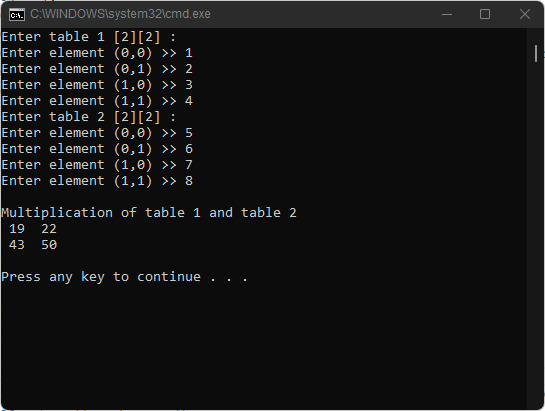 C:\WINDOWS\system32\cmd.exe
Enter table 1 [2][2] :
Enter element (0,0) >> 1
Enter element (0,1) >> 2
Enter element (1,0) >> 3
Enter element (1,1) >> 4
Enter table 2 [2][2] :
Enter element (0,0) >> 5
Enter element (0,1) >> 6
Enter element (1,0) >> 7
Enter element (1,1) >> 8
Multiplication of table 1 and table 2
19 22
43 50
Press any key to continue . . .